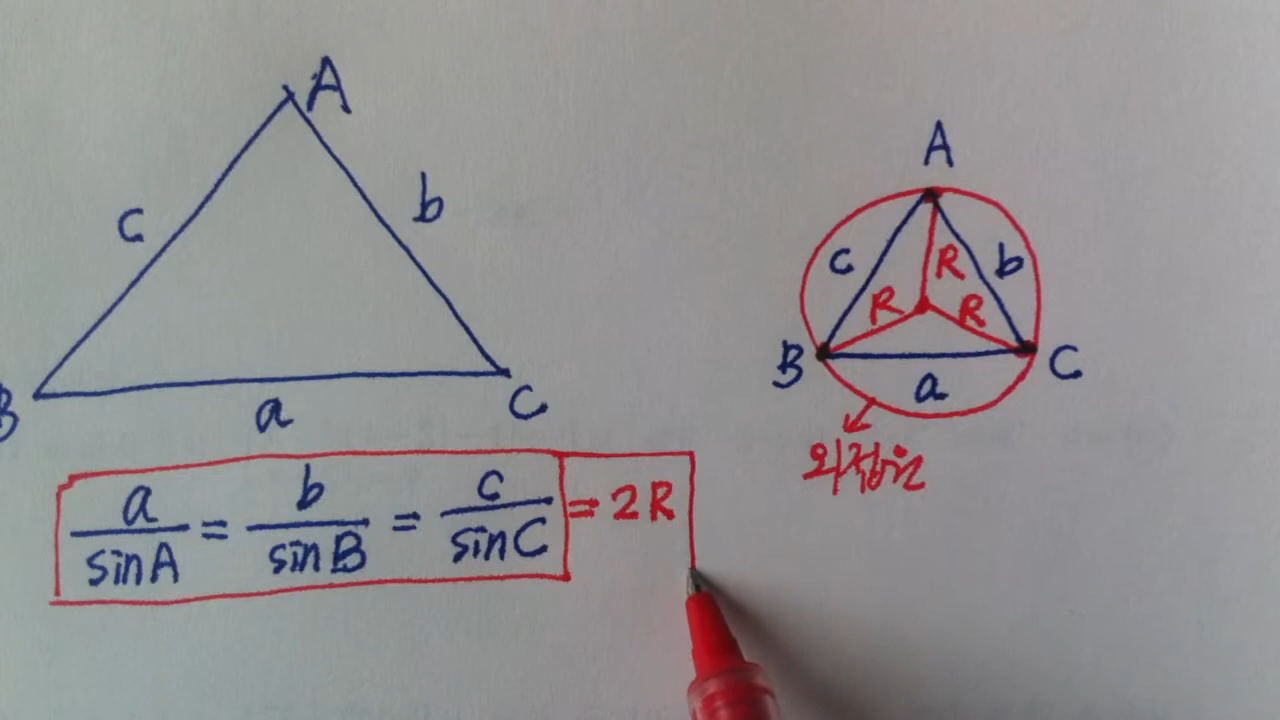 A
c
b
B
a
C
a/sinA = b/sinB = c/sinC = 2R
A
c
R
b
R
R
B
a
C
외접원